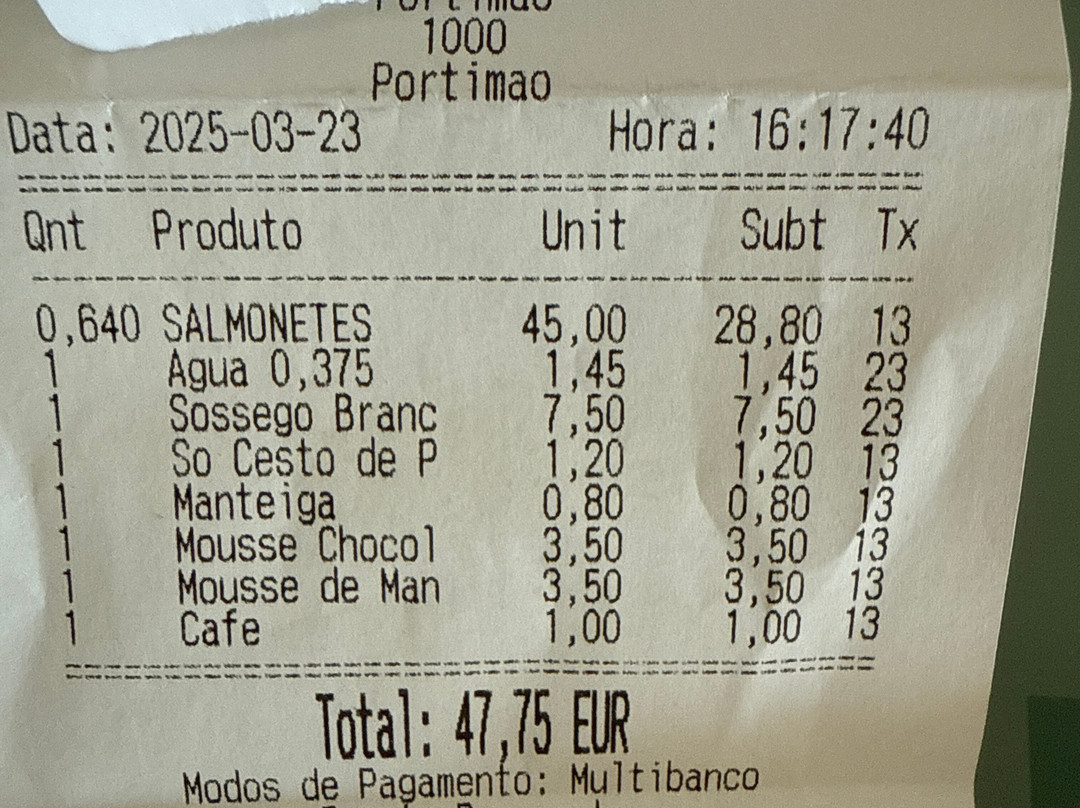 1000
Portimao
Data: 2025-03-23 Hora: 16:17:40
Qnt Produto Unit Subt Tx
0,640 SALMONETES 45,00 28,80 13
1 Agua 0,375 1,45 1,45 23
1 Sossego Branc 7,50 7,50 23
1 So Cesto de P 1,20 1,20 13
1 Manteiga 0,80 0,80 13
1 Mousse Chocol 3,50 3,50 13
1 Mousse de Man 3,50 3,50 13
1 Cafe 1,00 1,00 13
Total: 47,75 EUR
Modos de Pagamento: Multibanco